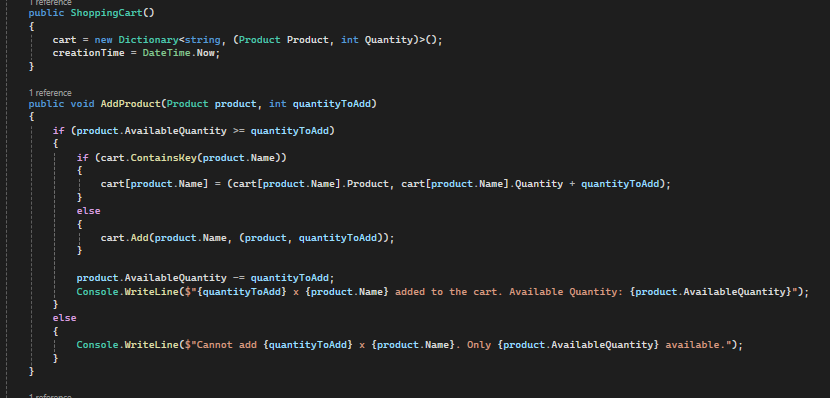 1 reference
public ShoppingCart()
{
cart = new Dictionary<string, (Product Product, int Quantity)>();
creationTime = DateTime.Now;
}
1 reference
public void AddProduct(Product product, int quantityToAdd)
{
if (product.AvailableQuantity >= quantityToAdd)
{
if (cart.ContainsKey(product.Name))
{
cart[product.Name] = (cart[product.Name].Product, cart[product.Name].Quantity + quantityToAdd);
}
else
{
cart.Add(product.Name, (product, quantityToAdd));
}
product.AvailableQuantity -= quantityToAdd;
Console.WriteLine($"{quantityToAdd} x {product.Name} added to the cart. Available Quantity: {product.AvailableQuantity}");
}
else
{
Console.WriteLine($"Cannot add {quantityToAdd} x {product.Name}. Only {product.AvailableQuantity} available.");
}
}
1 reference